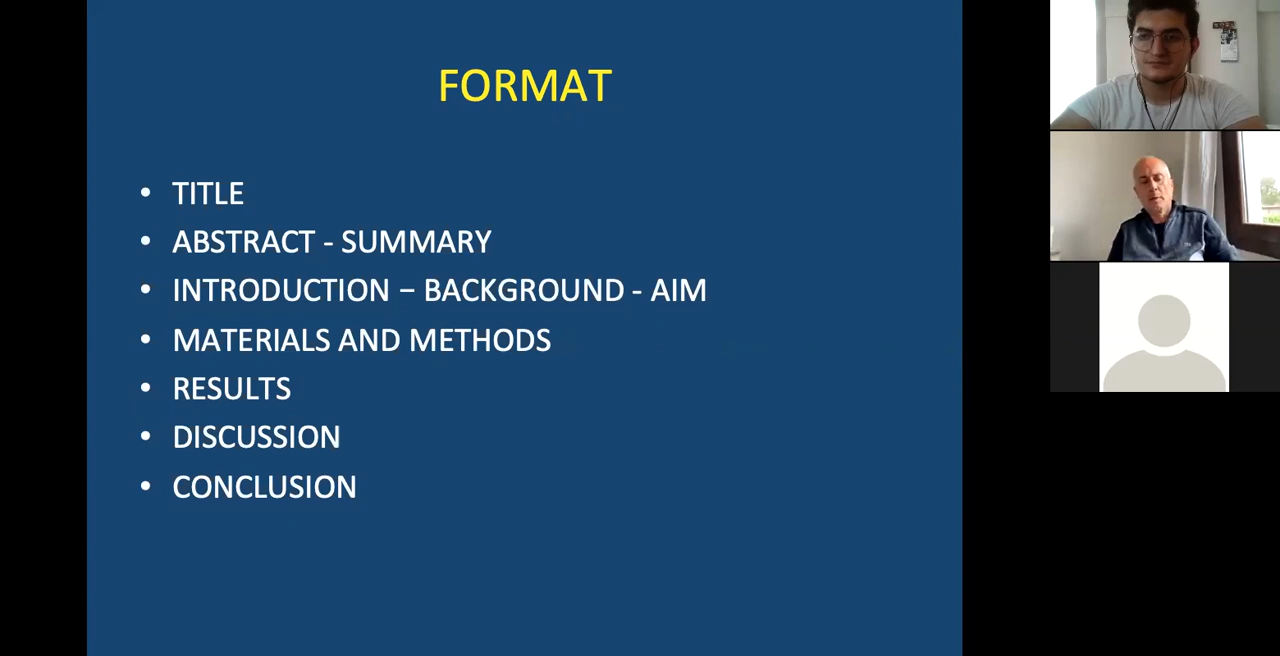 FORMAT
• TITLE
• ABSTRACT - SUMMARY
• INTRODUCTION – BACKGROUND - AIM
• MATERIALS AND METHODS
• RESULTS
• DISCUSSION
• CONCLUSION